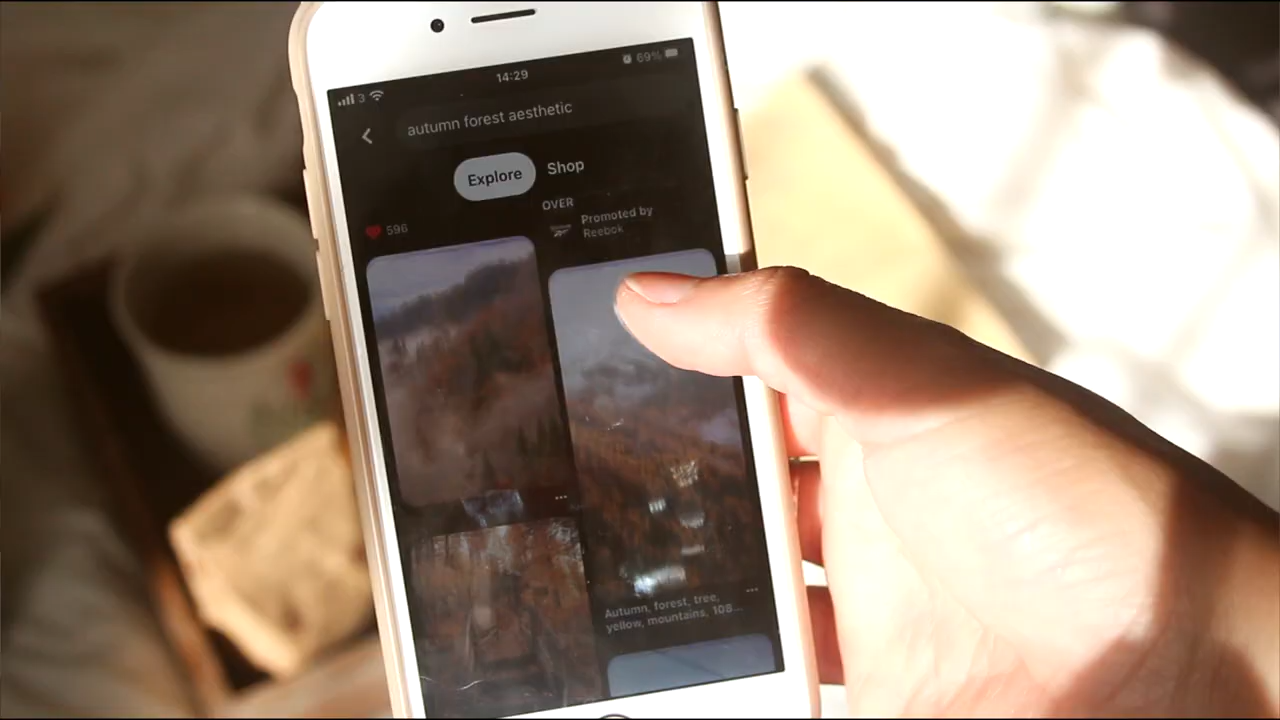 14:29
69%
3
autumn forest aesthetic
Explore
Shop
OVER
Promoted by
Reebok
596
Autumn, forest, tree,
yellow, mountains, 108...